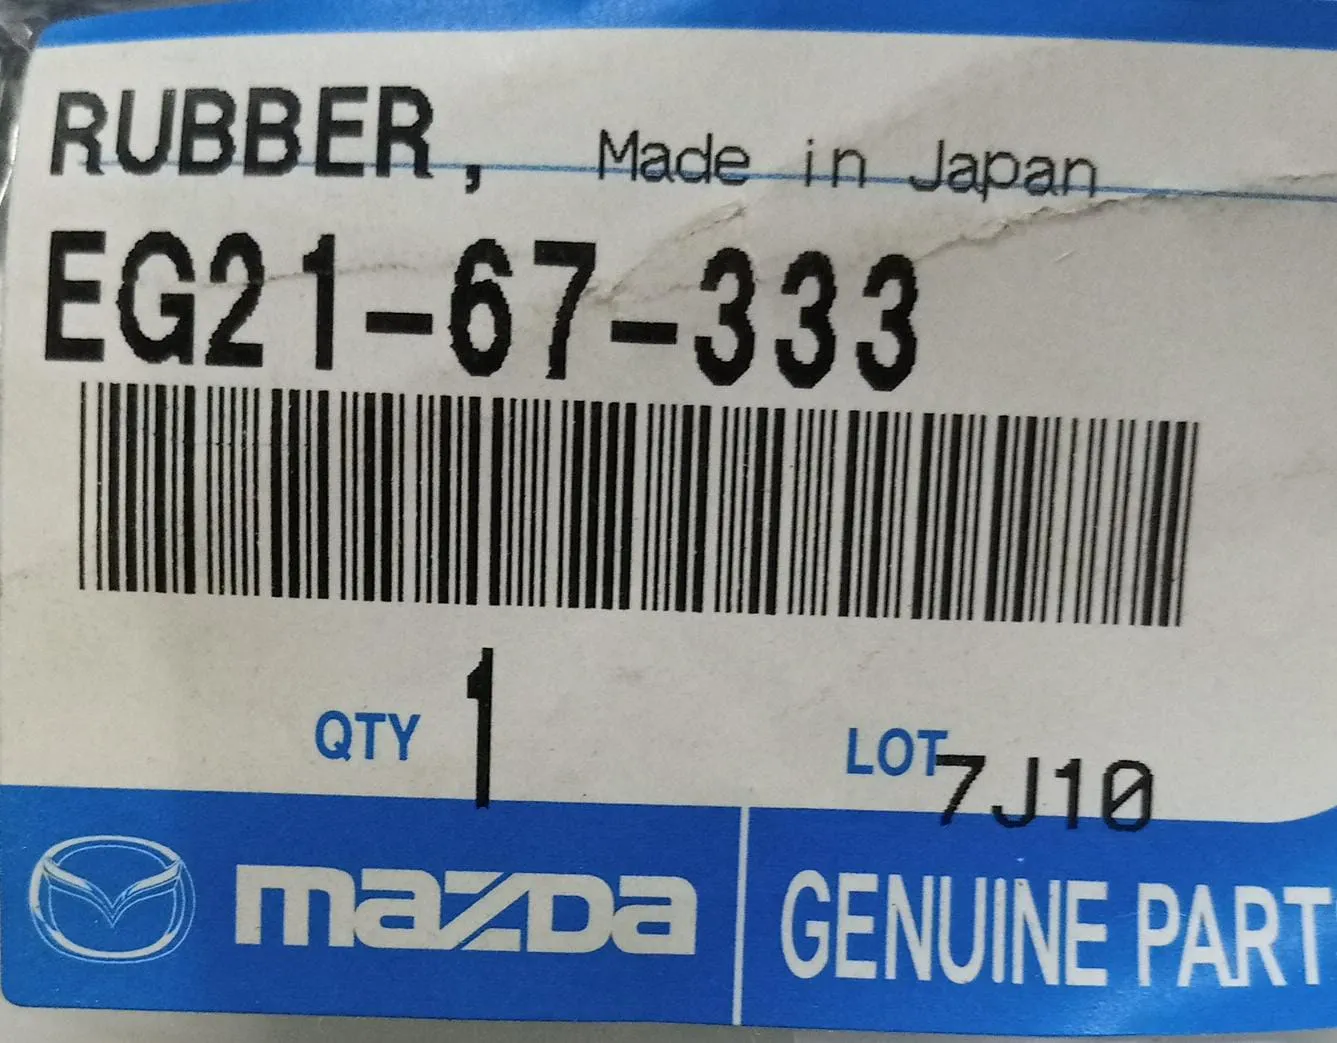 RUBBER, Made in Japan
EG21-67-333
QTY 1 LOT 7J10
mazda GENUINE PART